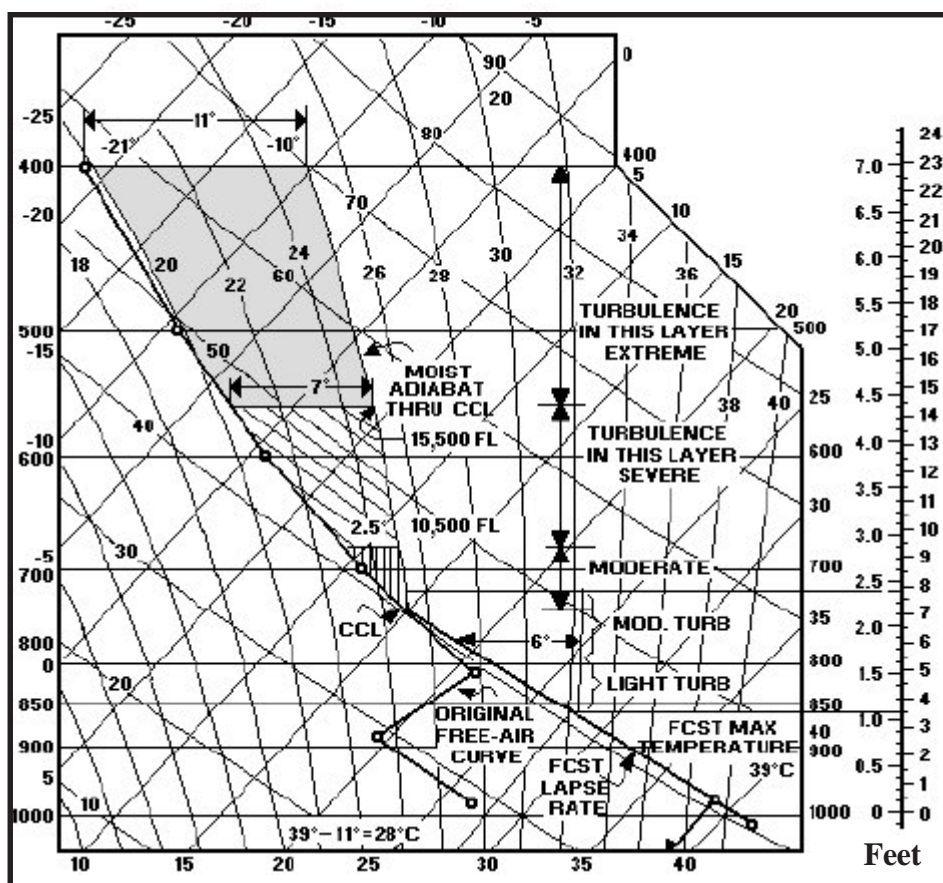 -25 -20 -15 -10 -5
90 0
-25 11° 20
-21° -10° 80
24
400 400 7.0 23
5 22
-20 70 10 6.5 21
34 6.0 20
18 20 24 30 19
22 60 26 28 32 36 15 5.5 18
TURBULENCE
IN THIS LAYER
EXTREME
20
500 500 17
-15 50 5.0 16
MOIST
ADIABAT
THRU CCL
7°
15,500 FL
25 4.5 15
38 40 14
40
-10 4.0 13
TURBULENCE
IN THIS LAYER
SEVERE
600 600 12
3.5 11
30 10
2.5° 10,500 FL
3.0
30
-5 9
700 MODERATE 700
2.5 8
CCL 35 7
6° MOD. TURB 2.0 6
800 800
0 1.5 5
20 LIGHT TURB
850 850 4
ORIGINAL
FREE-AIR
CURVE
FCST MAX
TEMPERATURE
39°C
1.0 3
40
900 900 2
5 0.5
FCST
LAPSE
RATE
1
10
1000 1000 0 0
39°-11°=28°C
Feet
10 15 20 25 30 35 40